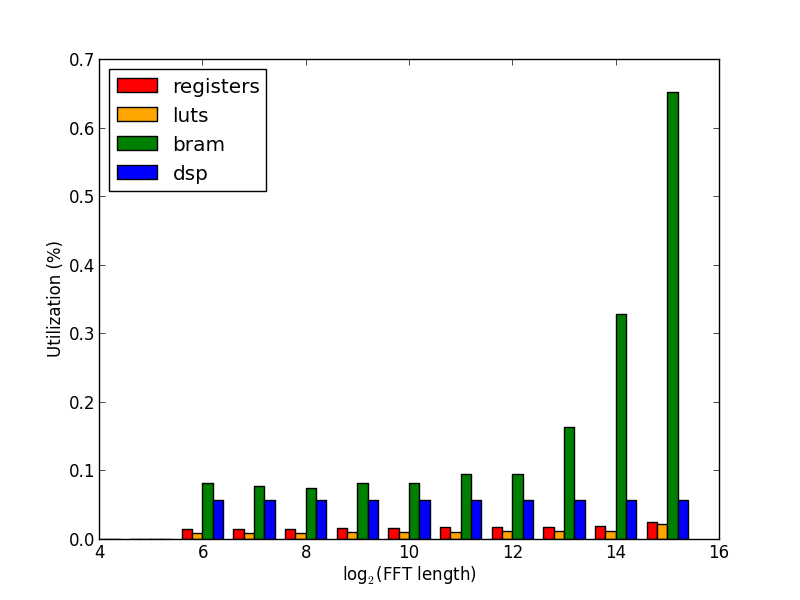 0.7
0.6
0.5
0.4
0.3
0.2
0.1
0.0
Utilization (%)
registers
luts
bram
dsp
4 6 8 10 12 14 16
log₂(FFT length)